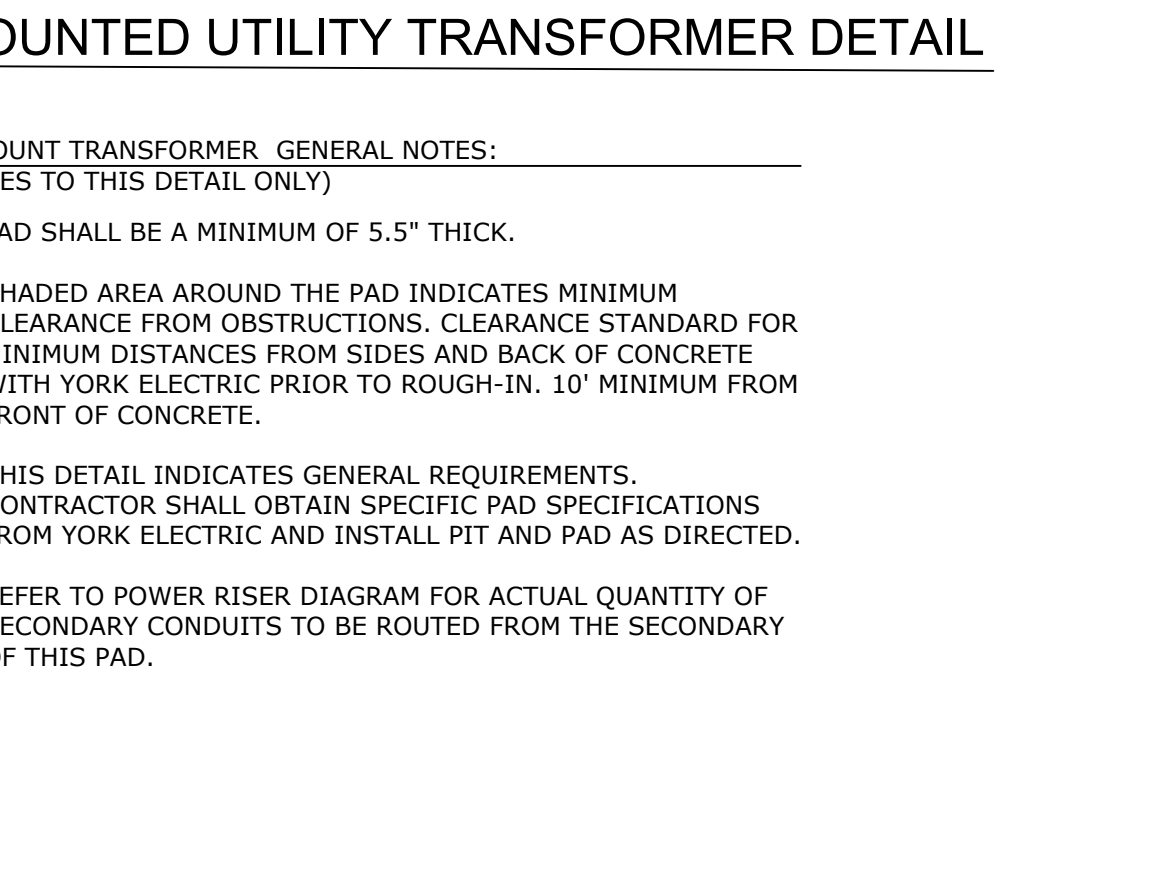 OUNTED UTILITY TRANSFORMER DETAIL
OUNT TRANSFORMER  GENERAL NOTES:
ES TO THIS DETAIL ONLY)
AD SHALL BE A MINIMUM OF 5.5" THICK.
HADED AREA AROUND THE PAD INDICATES MINIMUM
LEARANCE FROM OBSTRUCTIONS. CLEARANCE STANDARD FOR
INIMUM DISTANCES FROM SIDES AND BACK OF CONCRETE
WITH YORK ELECTRIC PRIOR TO ROUGH-IN. 10' MINIMUM FROM
RONT OF CONCRETE.
HIS DETAIL INDICATES GENERAL REQUIREMENTS.
ONTRACTOR SHALL OBTAIN SPECIFIC PAD SPECIFICATIONS
ROM YORK ELECTRIC AND INSTALL PIT AND PAD AS DIRECTED.
EFER TO POWER RISER DIAGRAM FOR ACTUAL QUANTITY OF
ECONDARY CONDUITS TO BE ROUTED FROM THE SECONDARY
OF THIS PAD.